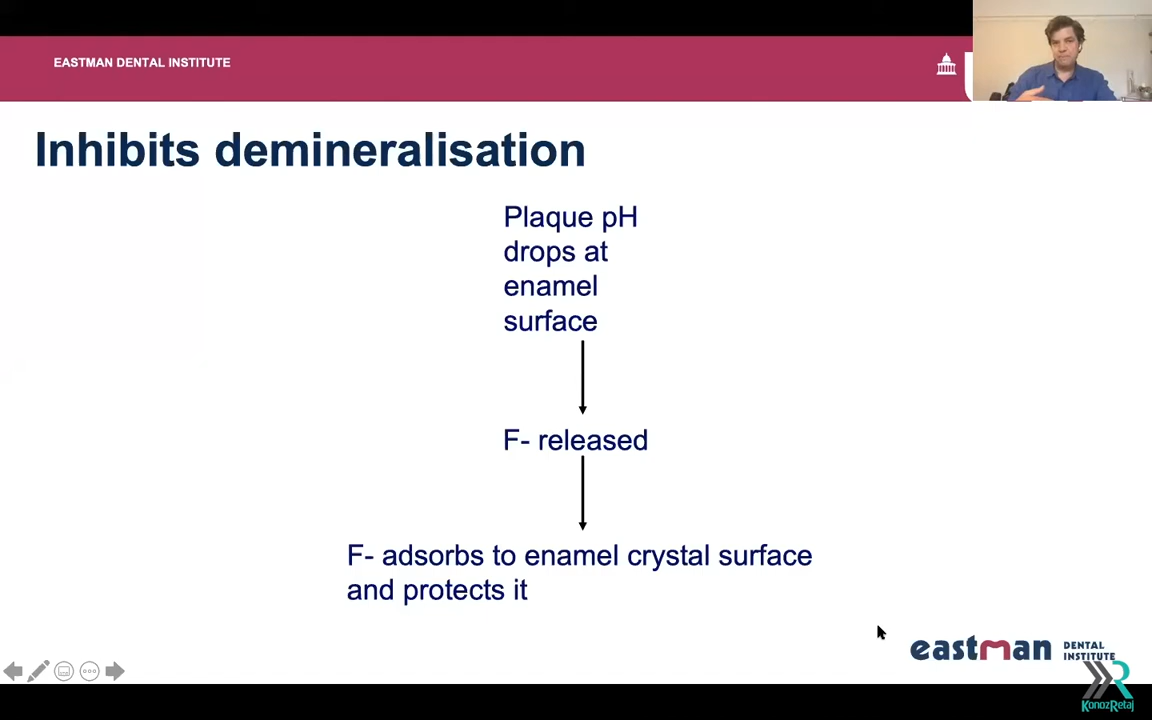 EASTMAN DENTAL INSTITUTE
Inhibits demineralisation
Plaque pH
drops at
enamel
surface
F- released
F- adsorbs to enamel crystal surface
and protects it
eastman DENTAL
INSTITUTE
KonozRetaj